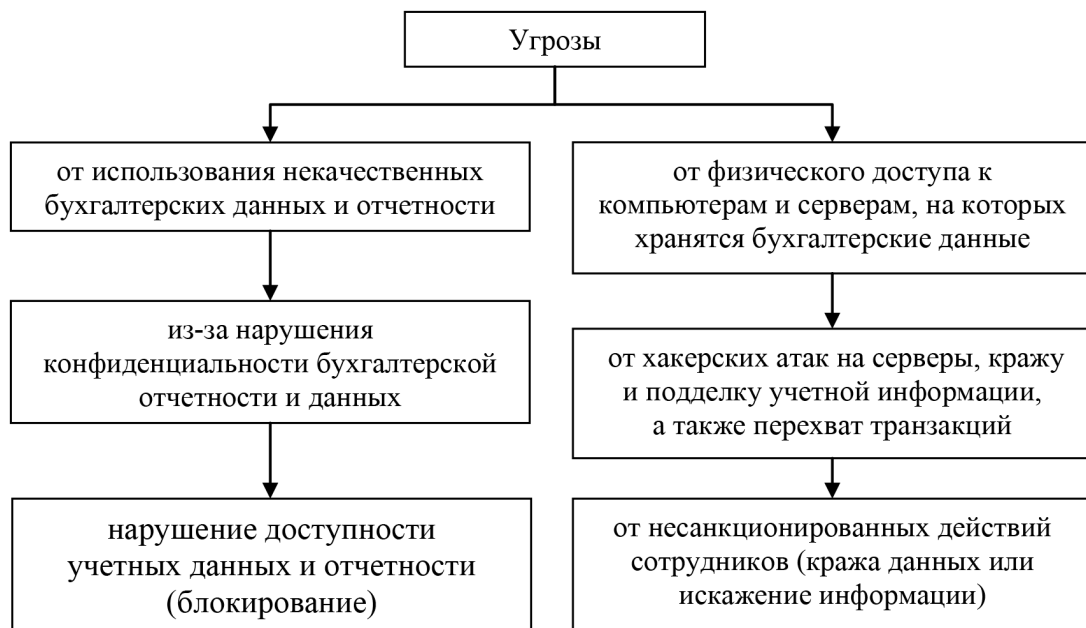 Угрозы
от использования некачественных
бухгалтерских данных и отчетности
из-за нарушения
конфиденциальности бухгалтерской
отчетности и данных
нарушение доступности
учетных данных и отчетности
(блокирование)
от физического доступа к
компьютерам и серверам, на которых
хранятся бухгалтерские данные
от хакерских атак на серверы, кражу
и подделку учетной информации,
а также перехват транзакций
от несанкционированных действий
сотрудников (кража данных или
искажение информации)